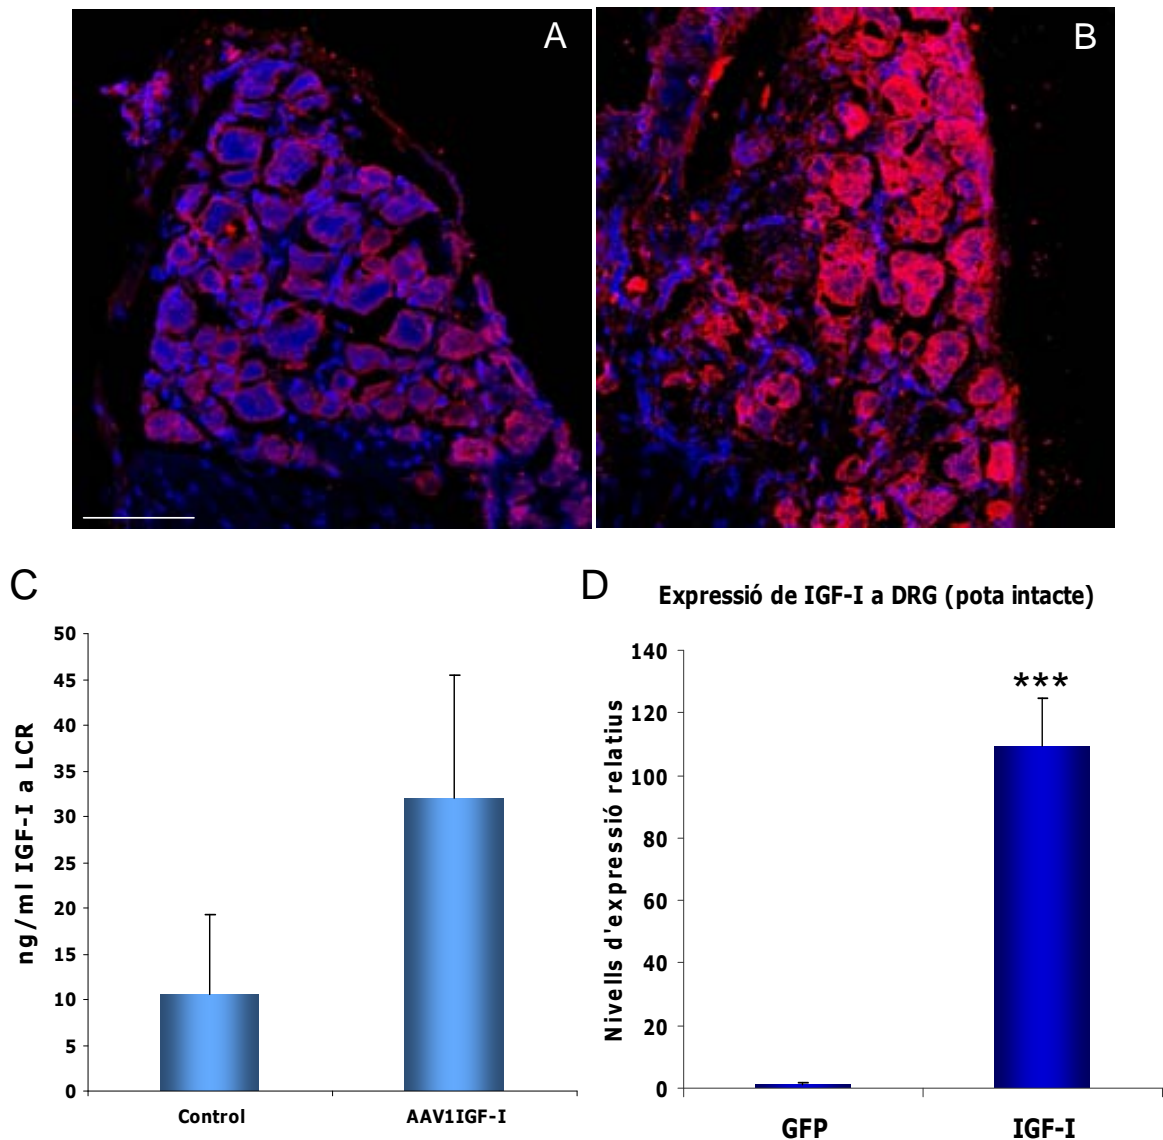 A
B
C
50
45
40
35
30
25
20
15
10
5
0
ng/ml IGF-I a LCR
Control
AAV1IGF-I
D
Expressió de IGF-I a DRG (pota intacte)
140
120
100
80
60
40
20
0
Nivells d'expressió relatius
***
GFP
IGF-I